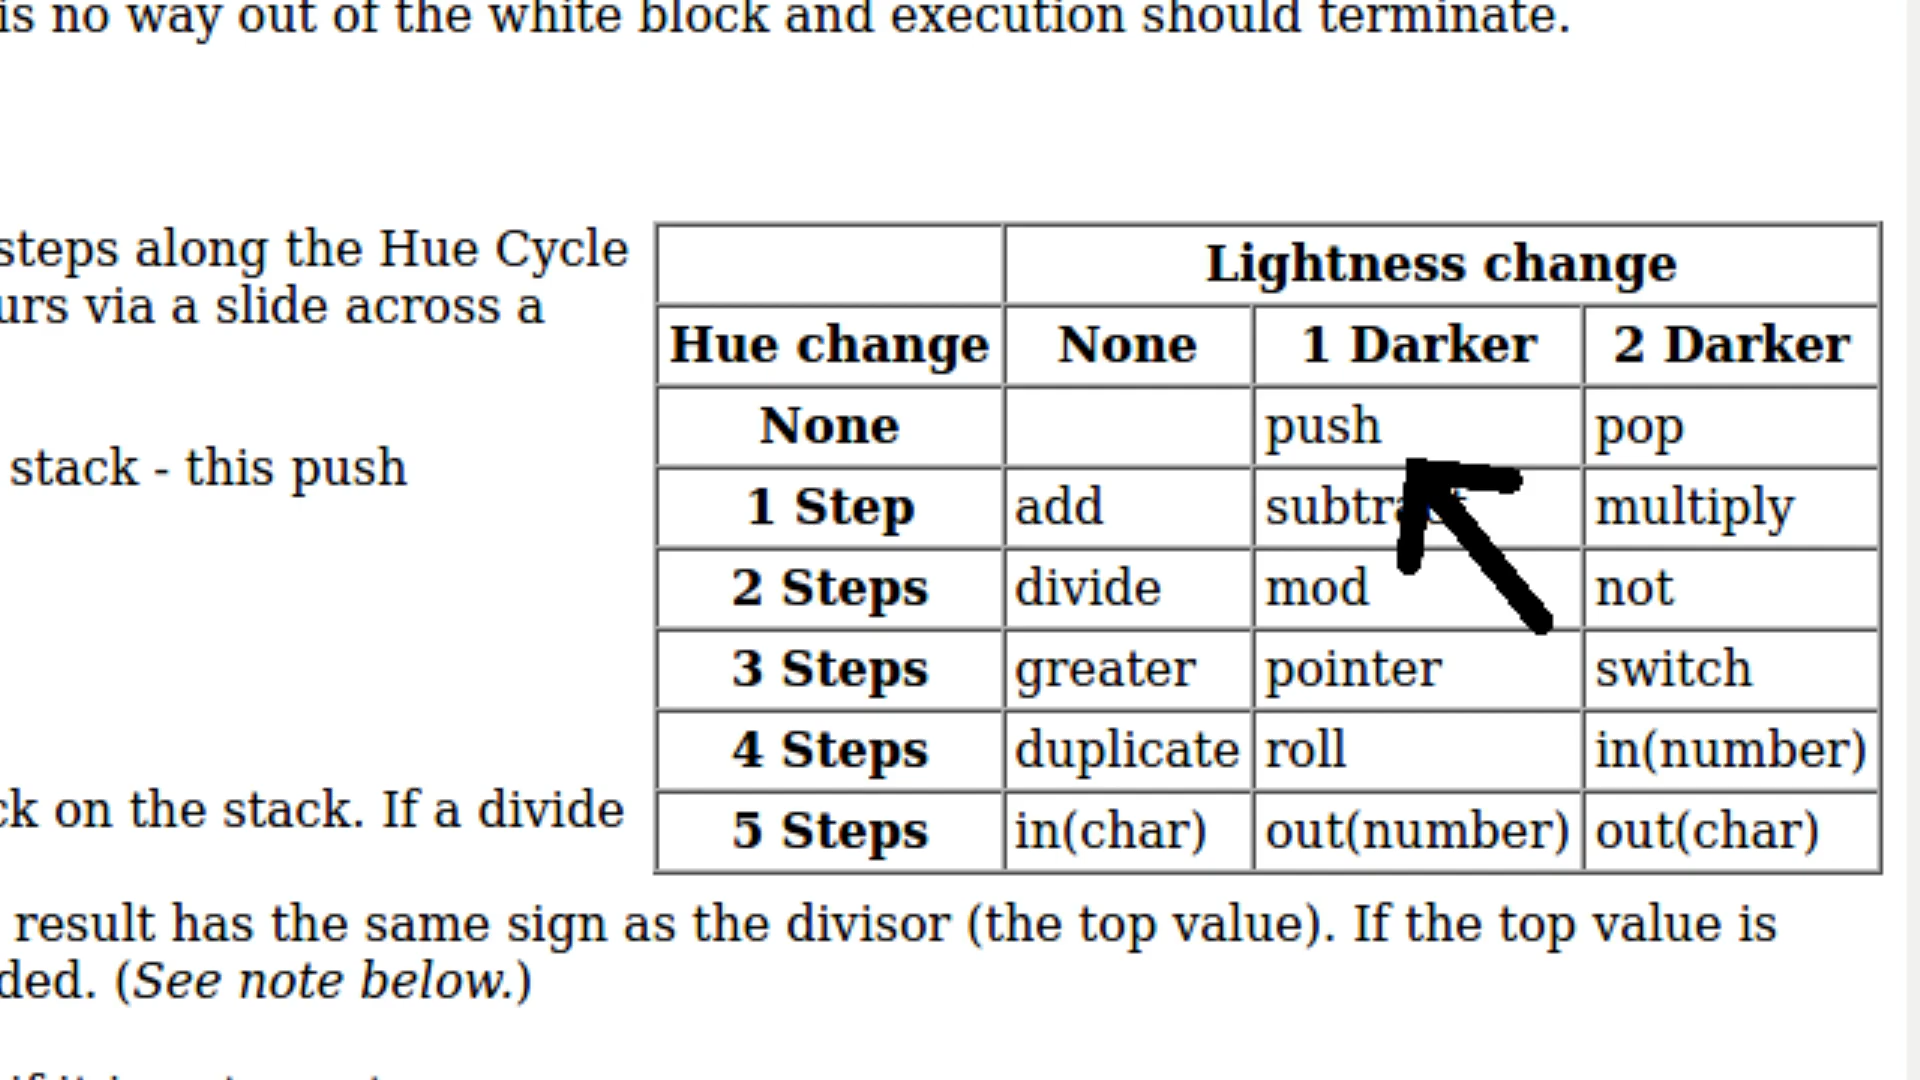 is no way out of the white block and execution should terminate.
steps along the Hue Cycle
urs via a slide across a
stack - this push
ck on the stack. If a divide
Lightness change
Hue change None 1 Darker 2 Darker
None push pop
1 Step add subtract multiply
2 Steps divide mod not
3 Steps greater pointer switch
4 Steps duplicate roll in(number)
5 Steps in(char) out(number) out(char)
result has the same sign as the divisor (the top value). If the top value is
ded. (See note below.)